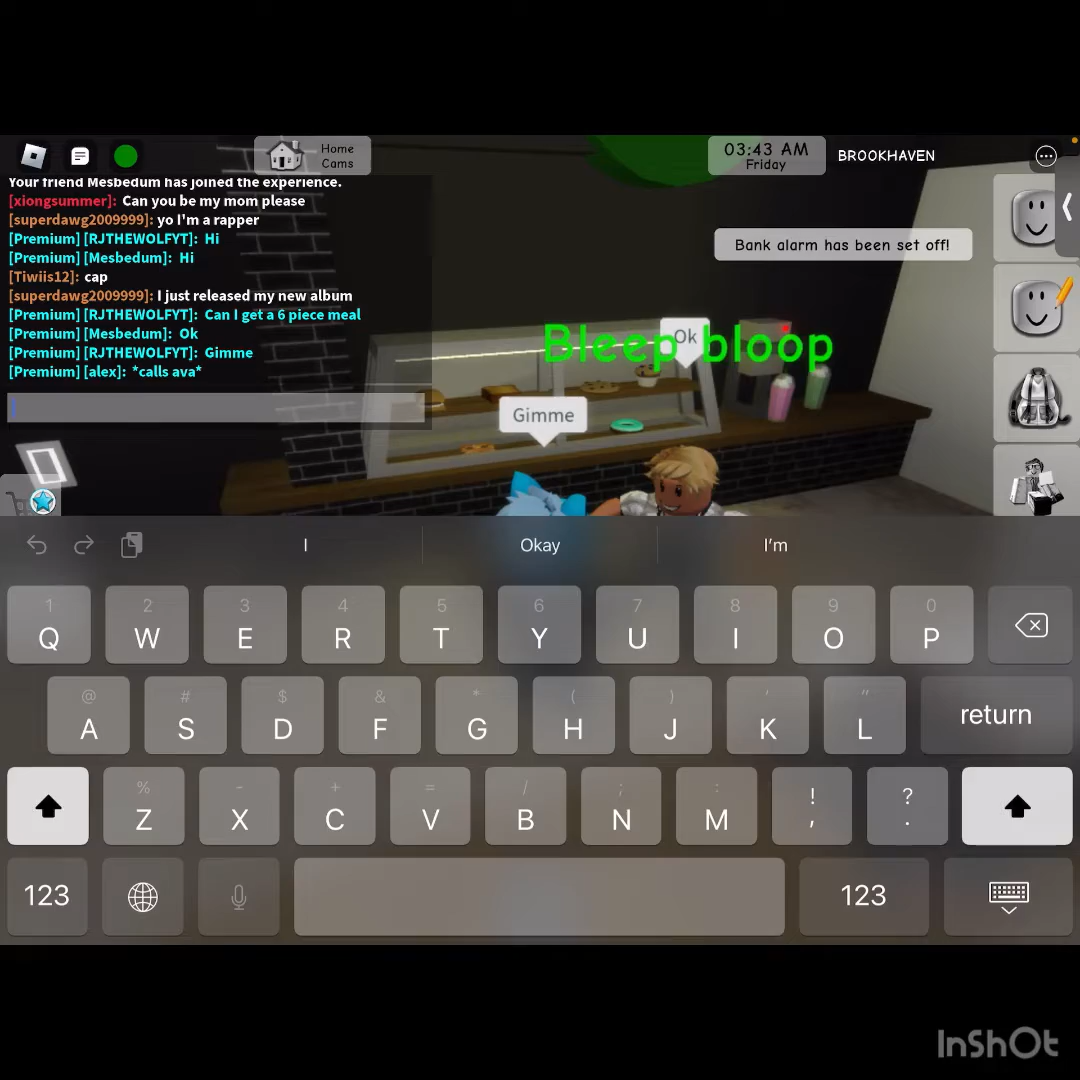 Home
Cams
03:43 AM
Friday
BROOKHAVEN
Your friend Mesbedum has joined the experience.
[xiongsummer]: Can you be my mom please
[superdawg2009999]: yo I'm a rapper
[Premium] [RJTHEWOLFYT]: Hi
[Premium] [Mesbedum]: Hi
[Tiwiis12]: cap
[superdawg2009999]: I just released my new album
[Premium] [RJTHEWOLFYT]: Can I get a 6 piece meal
[Premium] [Mesbedum]: Ok
[Premium] [RJTHEWOLFYT]: Gimme
[Premium] [alex]: *calls ava*
Bank alarm has been set off!
Ok
Bleep bloop
Gimme
I
Okay
I'm
1 2 3 4 5 6 7 8 9 0
Q W E R T Y U I O P
@ # $ & * ( ) ' "
A S D F G H J K L return
% - + = / ; : ! ?
Z X C V B N M , .
123 123
InShOt